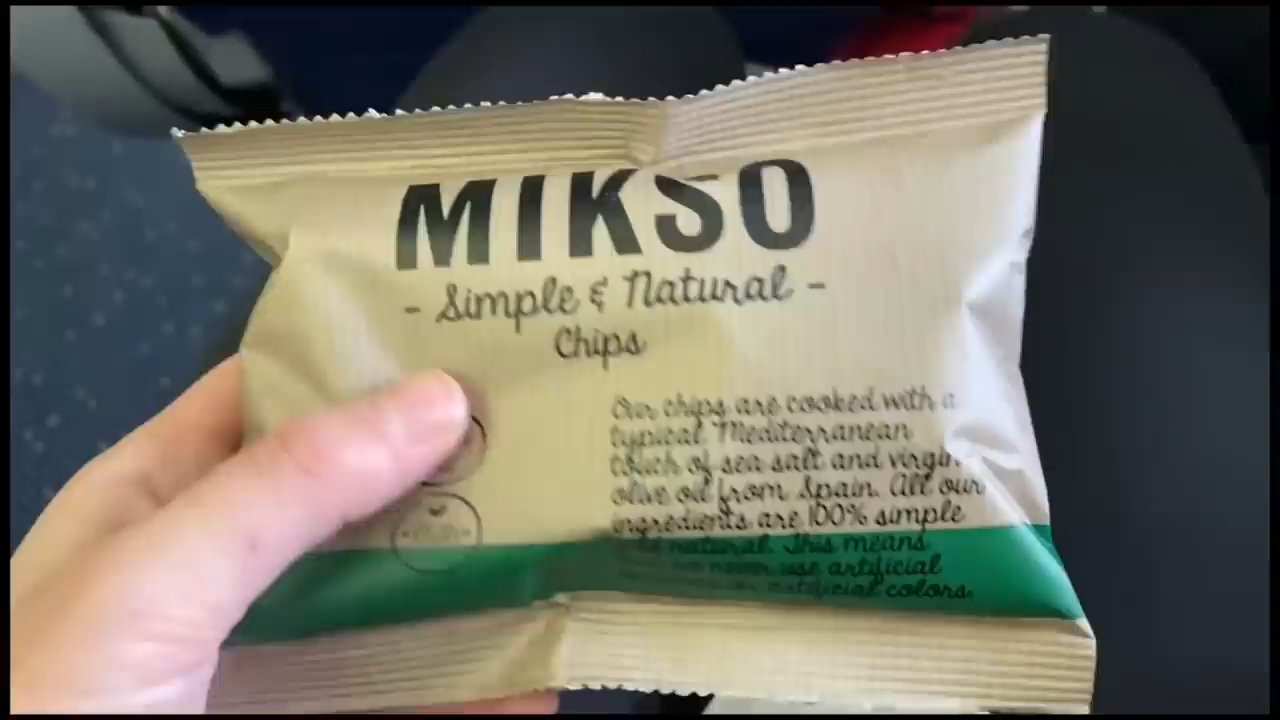 MIKSO
- Simple & Natural -
Chips
Our chips are cooked with a
typical Mediterranean
touch of sea salt and virgin
olive oil from Spain. All our
ingredients are 100% simple
natural. This means
never use artificial
artificial colors.